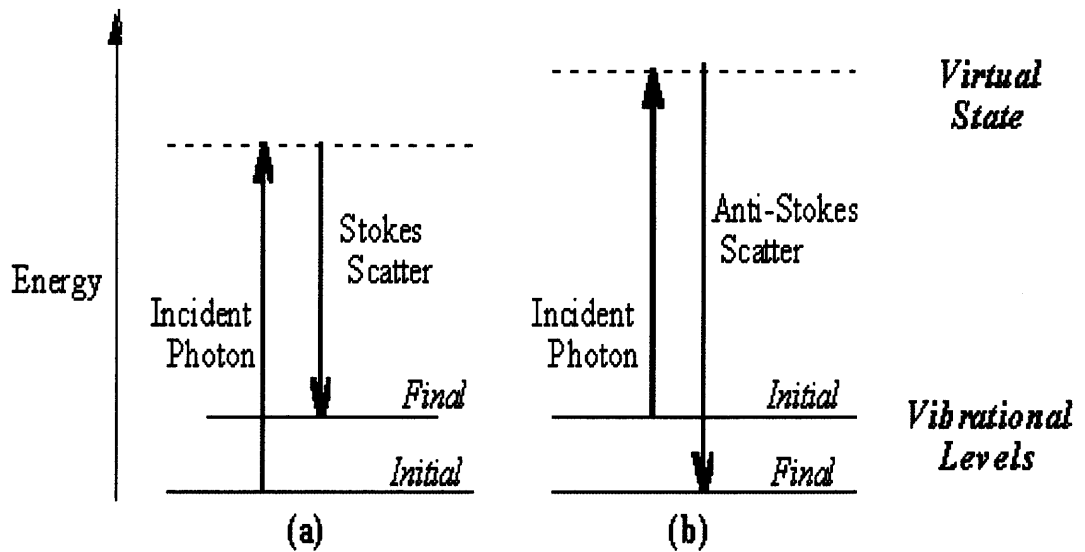 Virtual
State
Stokes
Scatter
Anti-Stokes
Scatter
Energy
Incident
Photon
Incident
Photon
Final
Initial
Vibrational
Levels
Initial
Final
(a)
(b)